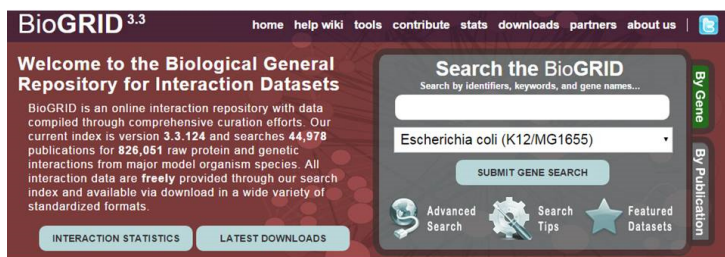 BioGRID 3.3
home help wiki tools contribute stats downloads partners about us |
Welcome to the Biological General
Repository for Interaction Datasets
BioGRID is an online interaction repository with data
compiled through comprehensive curation efforts. Our
current index is version 3.3.124 and searches 44,978
publications for 826,051 raw protein and genetic
interactions from major model organism species. All
interaction data are freely provided through our search
index and available via download in a wide variety of
standardized formats.
INTERACTION STATISTICS
LATEST DOWNLOADS
Search the BioGRID
Search by identifiers, keywords, and gene names...
Escherichia coli (K12/MG1655)
SUBMIT GENE SEARCH
Advanced
Search
Search
Tips
Featured
Datasets
By Gene
By Publication